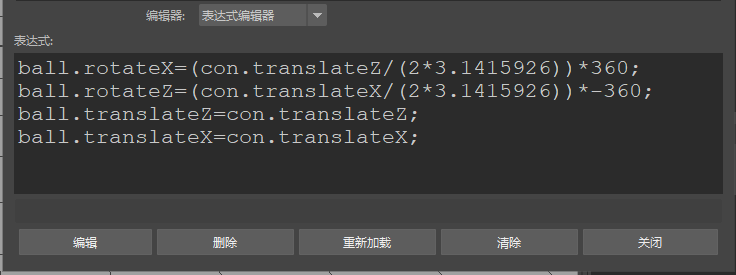 编辑器: 表达式编辑器
表达式:
ball.rotateX=(con.translateZ/(2*3.1415926))*360;
ball.rotateZ=(con.translateX/(2*3.1415926))*-360;
ball.translateZ=con.translateZ;
ball.translateX=con.translateX;
编辑 删除 重新加载 清除 关闭